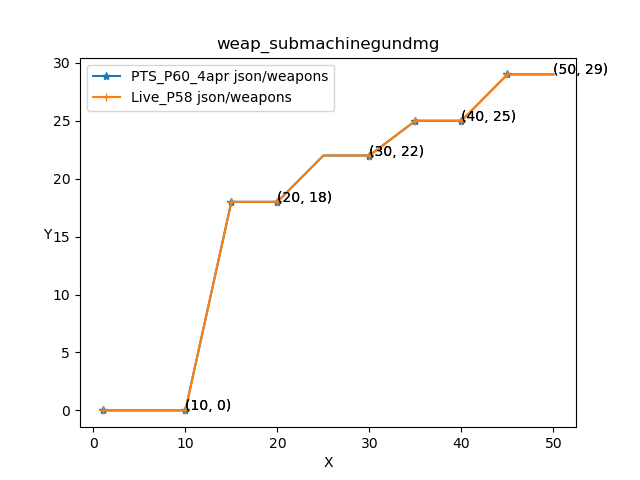 weap_submachinegundmg
PTS_P60_4apr json/weapons
Live_P58 json/weapons
(50, 29)
(40, 25)
(30, 22)
(20, 18)
(10, 0)
30
25
20
15
10
5
0
Y
0 10 20 30 40 50
X